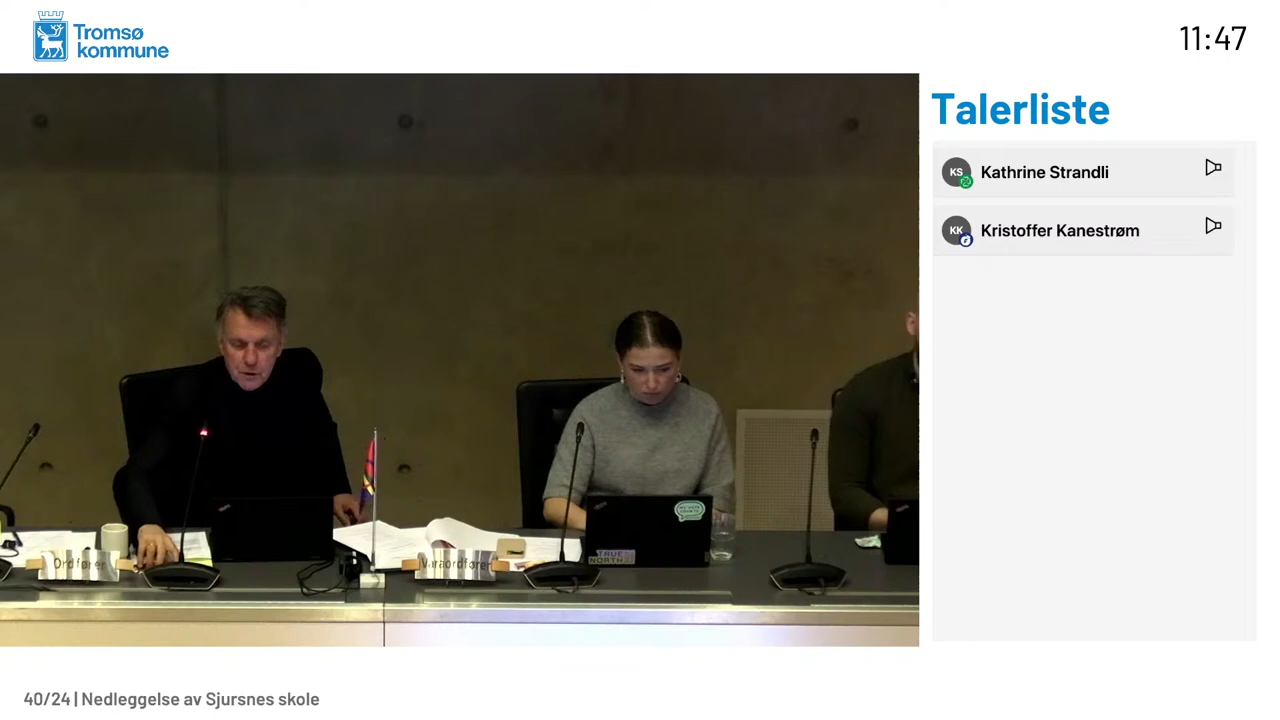 Tromsø
kommune
11:47
Talerliste
KS Kathrine Strandli
KK Kristoffer Kanestrøm
Ordfører
Varaordfører
TRUE
NORTH
40/24 | Nedleggelse av Sjursnes skole